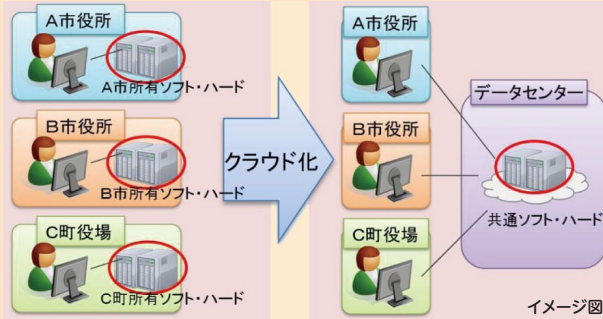 A市役所
A市所有ソフト・ハード
B市役所
B市所有ソフト・ハード
C町役場
C町所有ソフト・ハード
クラウド化
A市役所
B市役所
C町役場
データセンター
共通ソフト・ハード
イメージ図